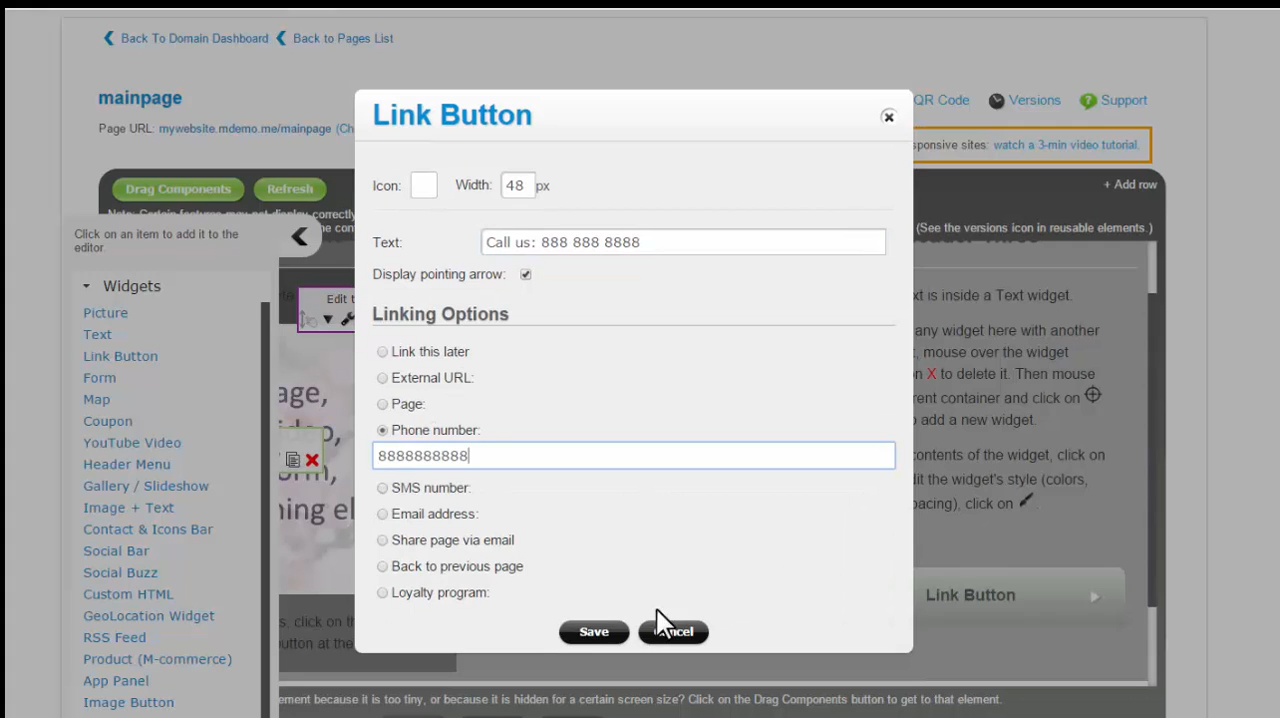 Back To Domain Dashboard Back to Pages List
mainpage
QR Code Versions Support
Page URL: mywebsite.mdemo.me/mainpage (Ch
sponsive sites: watch a 3-min video tutorial.
Drag Components Refresh
+ Add row
(See the versions icon in reusable elements.)
Click on an item to add it to the
editor.
Widgets
Picture
Text
Link Button
Form
Map
Coupon
YouTube Video
Header Menu
Gallery / Slideshow
Image + Text
Contact & Icons Bar
Social Bar
Social Buzz
Custom HTML
GeoLocation Widget
RSS Feed
Product (M-commerce)
App Panel
Image Button
Edit t
age,
ning el
s, click on th
utton at the
Link Button
Icon: Width: 48 px
Text: Call us: 888 888 8888
Display pointing arrow:
Linking Options
Link this later
External URL:
Page:
Phone number:
8888888888
SMS number:
Email address:
Share page via email
Back to previous page
Loyalty program:
Save Cancel
xt is inside a Text widget.
any widget here with another
, mouse over the widget
n X to delete it. Then mouse
rent container and click on
o add a new widget.
contents of the widget, click on
dit the widget's style (colors,
pacing), click on
Link Button
ement because it is too tiny, or because it is hidden for a certain screen size? Click on the Drag Components button to get to that element.